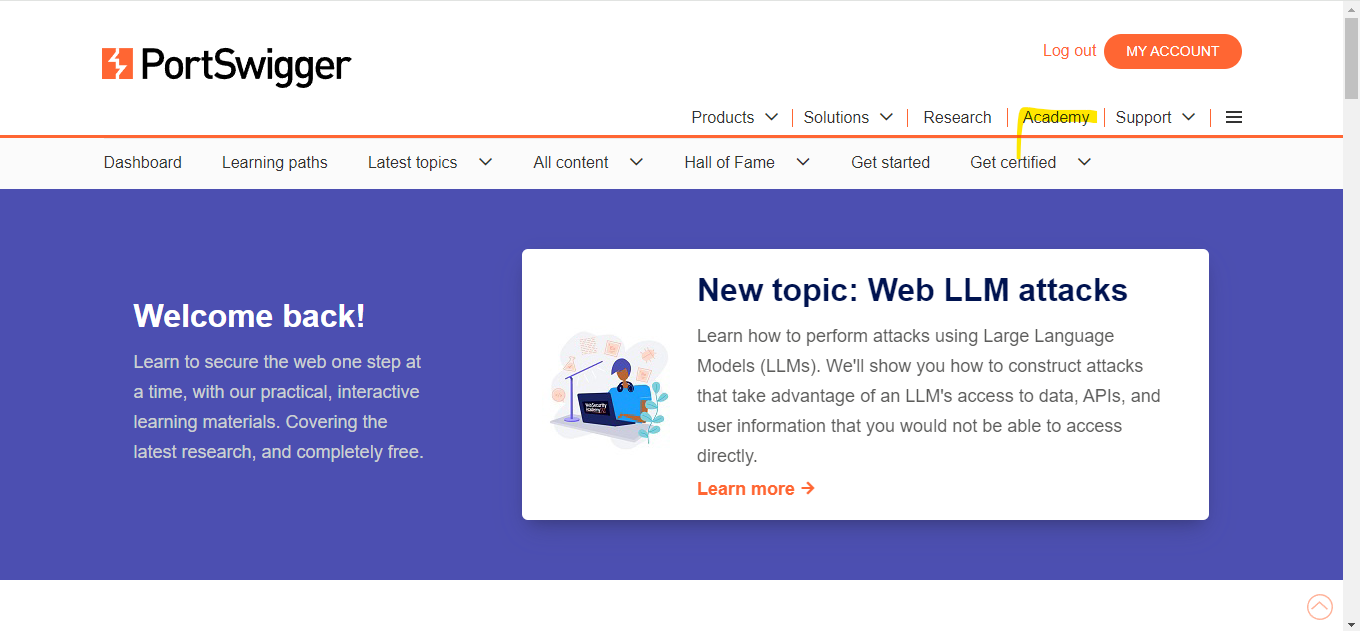 PortSwigger
Log out MY ACCOUNT
Products Solutions Research Academy Support
Dashboard Learning paths Latest topics All content Hall of Fame Get started Get certified
Welcome back!
Learn to secure the web one step at
a time, with our practical, interactive
learning materials. Covering the
latest research, and completely free.
WebSecurity
Academy
New topic: Web LLM attacks
Learn how to perform attacks using Large Language
Models (LLMs). We'll show you how to construct attacks
that take advantage of an LLM's access to data, APIs, and
user information that you would not be able to access
directly.
Learn more